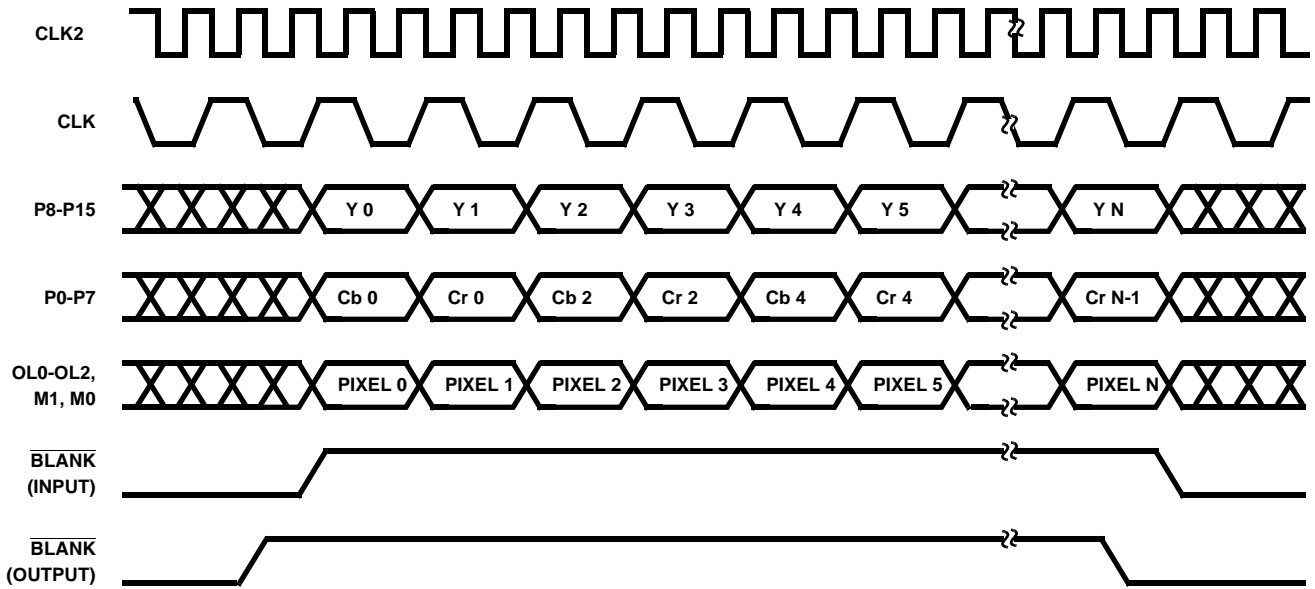 CLK2
CLK
P8-P15
Y 0 Y 1 Y 2 Y 3 Y 4 Y 5 Y N
P0-P7
Cb 0 Cr 0 Cb 2 Cr 2 Cb 4 Cr 4 Cr N-1
OL0-OL2,
M1, M0
PIXEL 0 PIXEL 1 PIXEL 2 PIXEL 3 PIXEL 4 PIXEL 5 PIXEL N
BLANK
(INPUT)
BLANK
(OUTPUT)